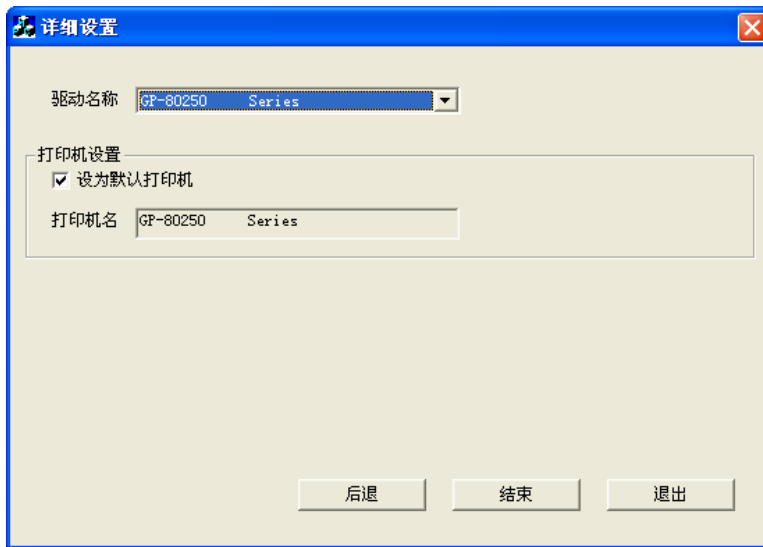 详细设置
驱动名称 GP-80250 Series
打印机设置
设为默认打印机
打印机名 GP-80250 Series
后退 结束 退出